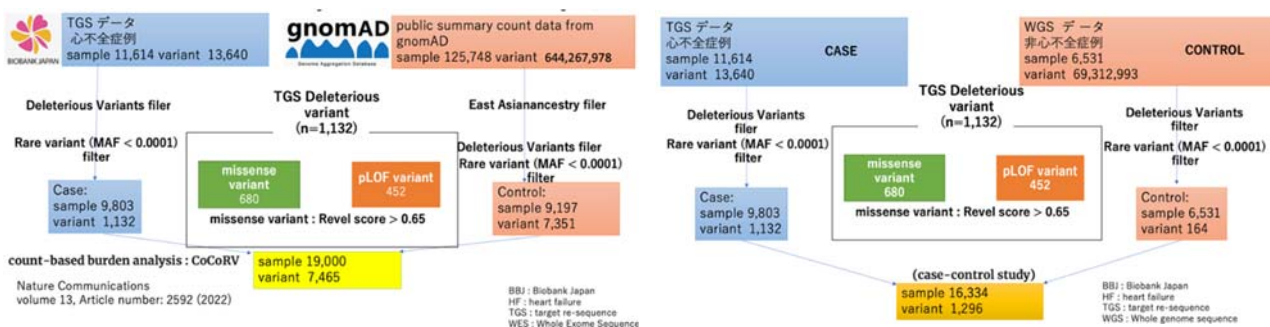 BIOBANK JAPAN
TGS データ
心不全症例
sample 11,614 variant 13,640
gnomAD
Genome Aggregation Database
public summary count data from
gnomAD
sample 125,748 variant 644,267,978
Deleterious Variants filer
Rare variant (MAF < 0.0001)
filter
TGS Deleterious
variant
(n=1,132)
East Asianancestry filer
Deleterious Variants filer
Rare variant (MAF < 0.0001)
filter
missense
variant
680
pLOF variant
452
missense variant : Revel score > 0.65
Case:
sample 9,803
variant 1,132
Control:
sample 9,197
variant 7,351
count-based burden analysis : CoCoRV
sample 19,000
variant 7,465
Nature Communications
volume 13, Article number: 2592 (2022)
BBJ : Biobank Japan
HF : heart failure
TGS : target re-sequence
WES : Whole Exome Sequence
TGS データ
心不全症例
sample 11,614
variant 13,640
CASE
WGS データ
非心不全症例
sample 6,531
variant 69,312,993
CONTROL
Deleterious Variants
filer
Rare variant (MAF < 0.0001)
filter
TGS Deleterious
variant
(n=1,132)
Deleterious Variants
filter
Rare variant (MAF < 0.0001)
filter
missense
variant
680
pLOF variant
452
missense variant : Revel score > 0.65
Case:
sample 9,803
variant 1,132
Control:
sample 6,531
variant 164
(case-control study)
sample 16,334
variant 1,296
BBJ : Biobank Japan
HF : heart failure
TGS : target re-sequence
WGS : Whole genome sequence